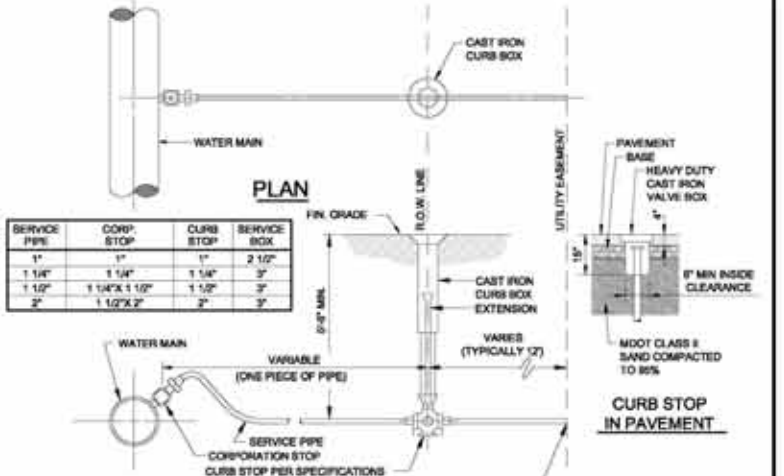 CAST IRON
CURB BOX
WATER MAIN
PLAN
R.O.W. LINE
UTILITY EASEMENT
PAVEMENT
BASE
HEAVY DUTY
CAST IRON
VALVE BOX
4"
15"
6" MIN INSIDE
CLEARANCE
MDOT CLASS II
SAND COMPACTED
TO 95%
CURB STOP
IN PAVEMENT
SERVICE PIPE CORP. STOP CURB STOP SERVICE BOX
1" 1" 1" 2 1/2"
1 1/4" 1 1/4" 1 1/4" 3"
1 1/2" 1 1/4"X 1 1/2" 1 1/2" 3"
2" 1 1/2"X 2" 2" 3"
FIN. GRADE
CAST IRON
CURB BOX
EXTENSION
MIN.
VARIES
(TYPICALLY 12')
WATER MAIN
VARIABLE
(ONE PIECE OF PIPE)
SERVICE PIPE
CORPORATION STOP
CURB STOP PER SPECIFICATIONS